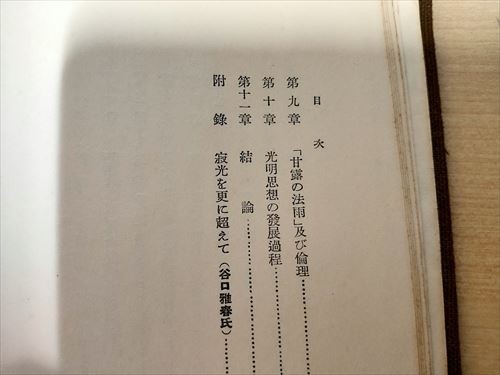 目次
第九章 「甘露の法雨」及び倫理…………
第十章 光明思想の發展過程…………
第十一章 結論…………
附錄 寂光を更に超えて(谷口雅春氏)……